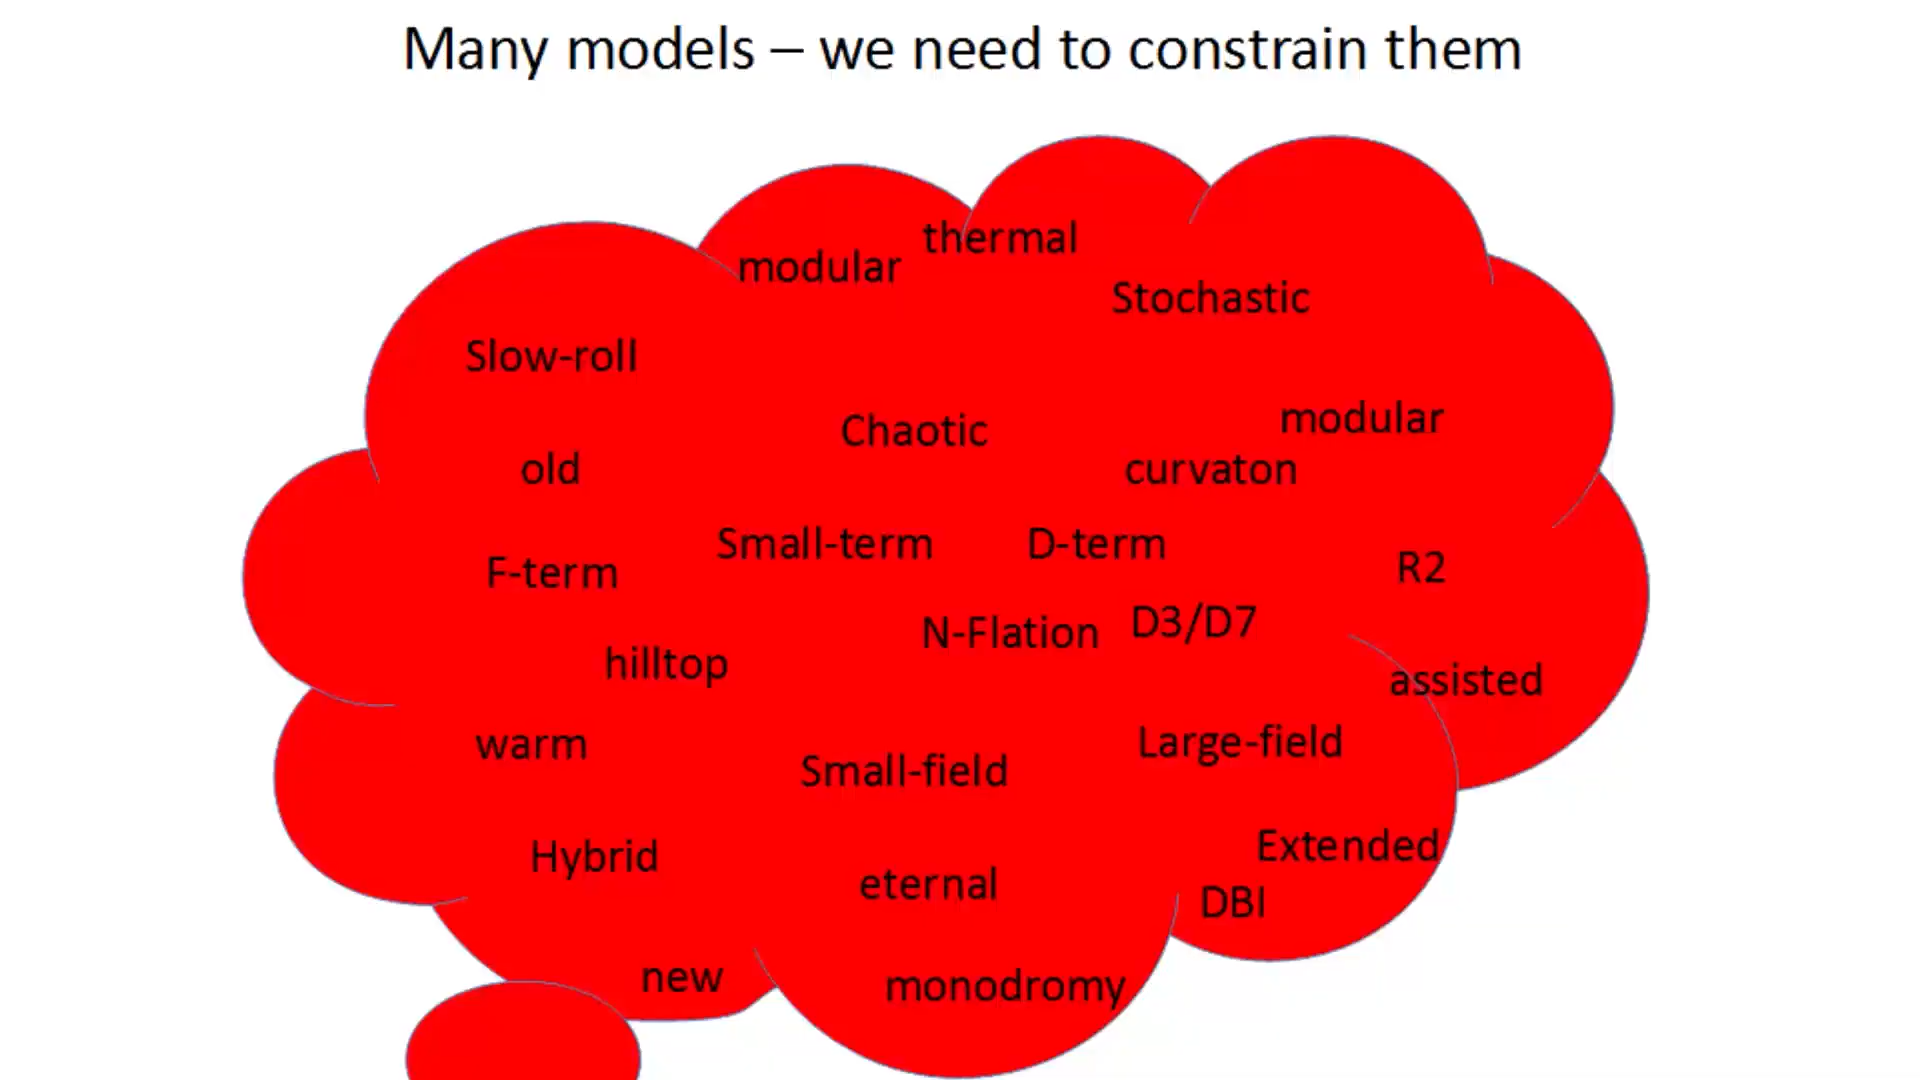 Many models – we need to constrain them
thermal
modular
Stochastic
Slow-roll
modular
Chaotic
old
curvaton
Small-term
D-term
F-term
R2
N-Flation
D3/D7
hilltop
assisted
warm
Large-field
Small-field
Extended
Hybrid
eternal
DBI
new
monodromy